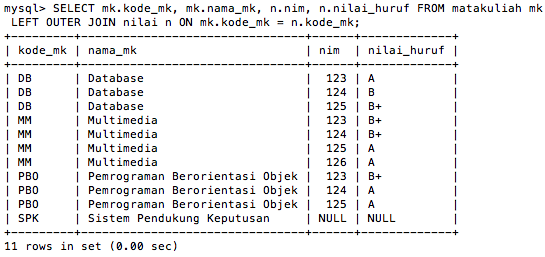 mysql> SELECT mk.kode_mk, mk.nama_mk, n.nim, n.nilai_huruf FROM matakuliah mk
 LEFT OUTER JOIN nilai n ON mk.kode_mk = n.kode_mk;
+---------+-----------------------------+------+-------------+
| kode_mk | nama_mk                     | nim  | nilai_huruf |
+---------+-----------------------------+------+-------------+
| DB      | Database                    |  123 | A           |
| DB      | Database                    |  124 | B           |
| DB      | Database                    |  125 | B+          |
| MM      | Multimedia                  |  123 | B+          |
| MM      | Multimedia                  |  124 | B+          |
| MM      | Multimedia                  |  125 | A           |
| MM      | Multimedia                  |  126 | A           |
| PBO     | Pemrograman Berorientasi Objek |  123 | B+          |
| PBO     | Pemrograman Berorientasi Objek |  124 | A           |
| PBO     | Pemrograman Berorientasi Objek |  125 | A           |
| SPK     | Sistem Pendukung Keputusan  | NULL | NULL        |
+---------+-----------------------------+------+-------------+
11 rows in set (0.00 sec)